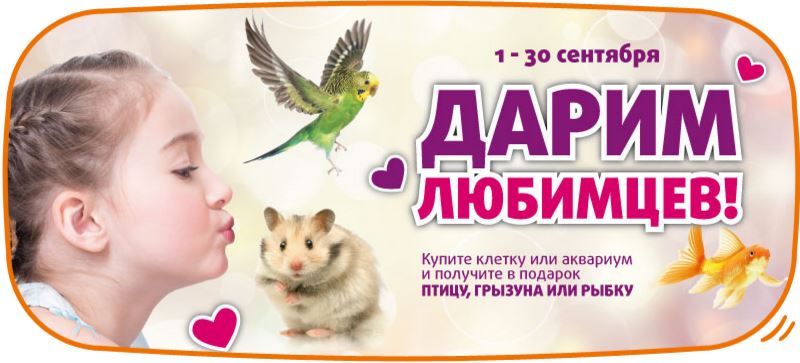 1 - 30 сентября
ДАРИМ
ЛЮБИМЦЕВ!
Купите клетку или аквариум
и получите в подарок
ПТИЦУ, ГРЫЗУНА ИЛИ РЫБКУ